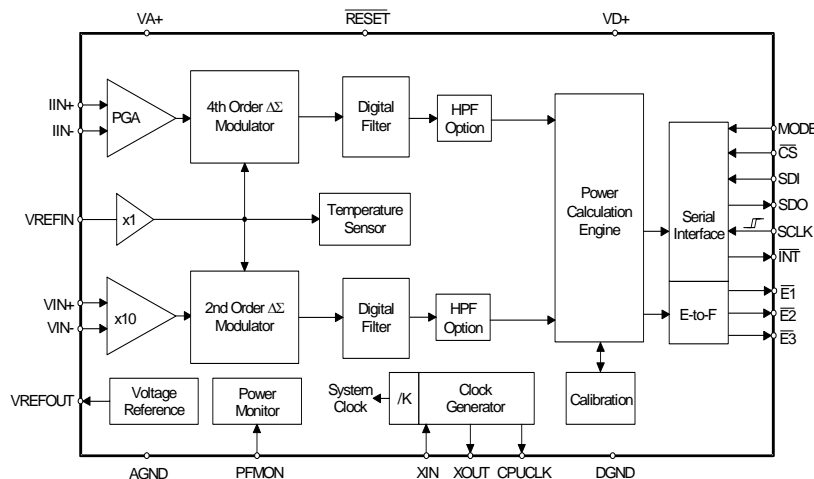 VA+
RESET
VD+
IIN+
IIN-
PGA
4th Order ΔΣ
Modulator
Digital
Filter
HPF
Option
VREFIN
x1
Temperature
Sensor
Power
Calculation
Engine
Serial
Interface
MODE
CS
SDI
SDO
SCLK
INT
VIN+
VIN-
x10
2nd Order ΔΣ
Modulator
Digital
Filter
HPF
Option
E-to-F
E1
E2
E3
VREFOUT
Voltage
Reference
Power
Monitor
System
Clock
/K
Clock
Generator
Calibration
AGND
PFMON
XIN
XOUT
CPUCLK
DGND